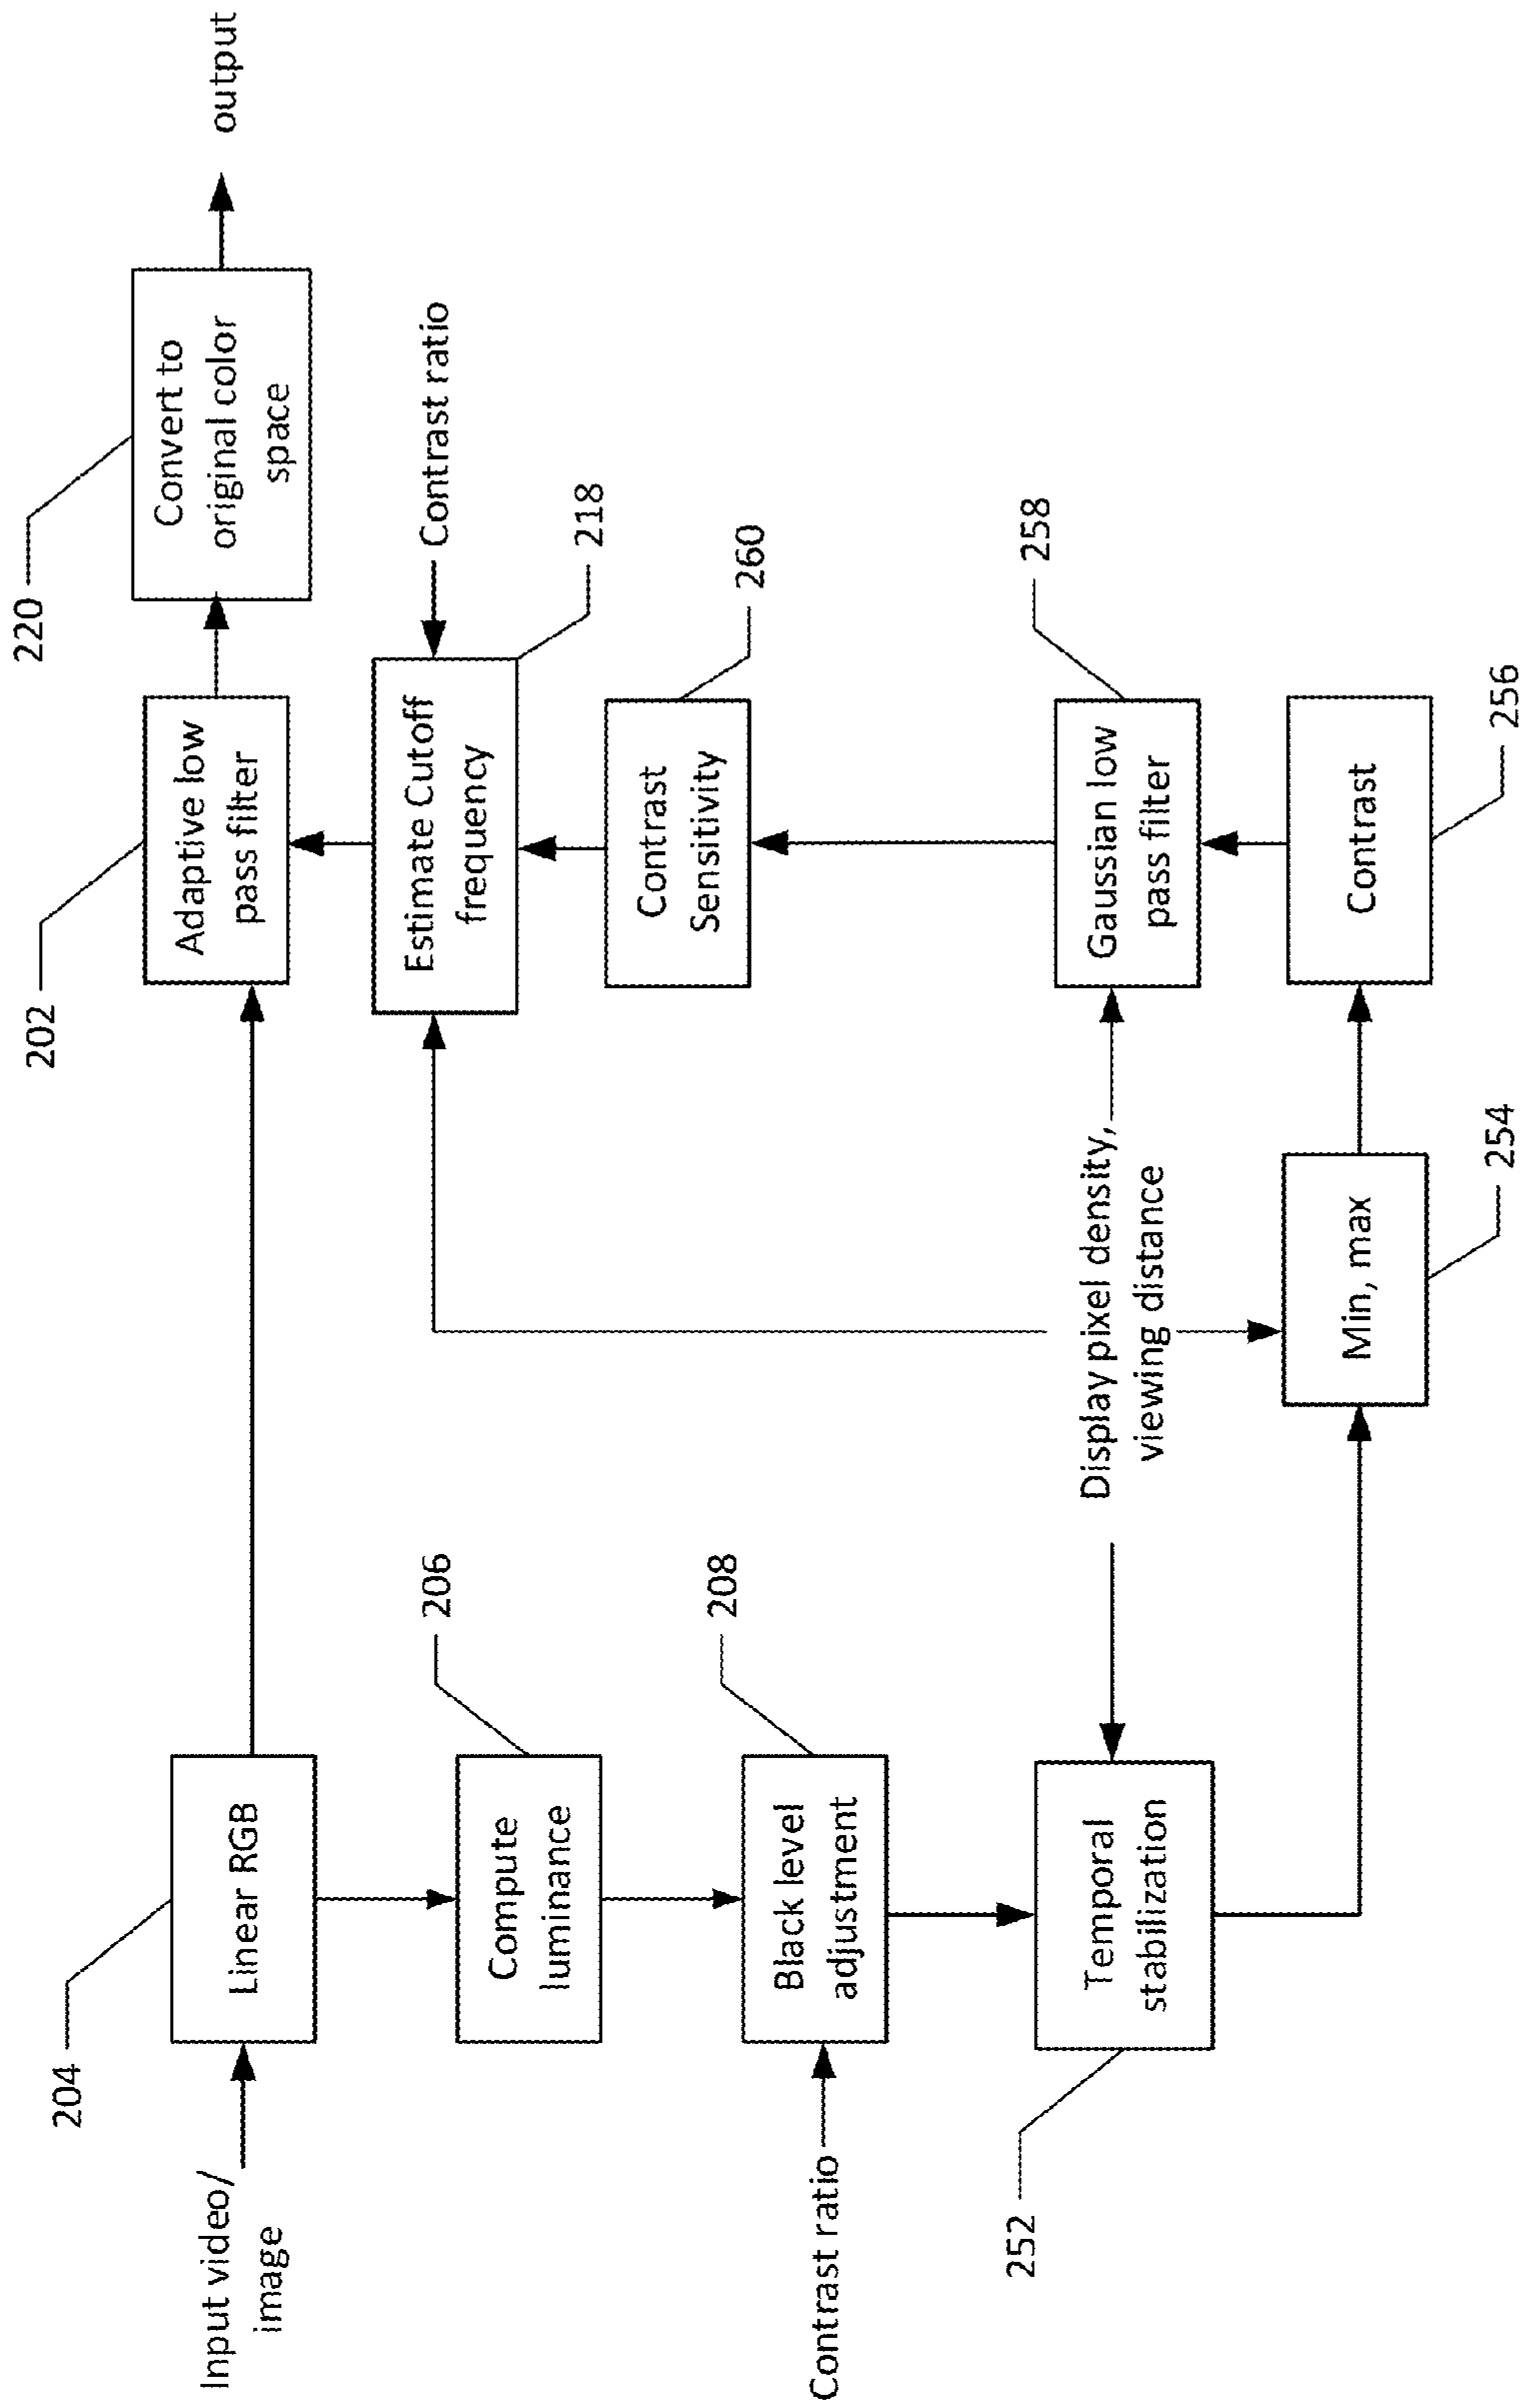 220
Convert to
original color
space
output
202
Adaptive low
pass filter
204
Input video/
image
Linear RGB
Estimate Cutoff
frequency
Contrast ratio
218
206
Compute
luminance
Contrast
Sensitivity
260
208
Contrast ratio
Black level
adjustment
252
Temporal
stabilization
Display pixel density,
viewing distance
Gaussian low
pass filter
258
Min, max
254
Contrast
256